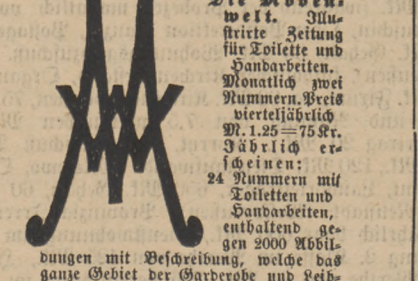 Die Moden-
welt. Illu-
strirte Zeitung
für Toilette und
Handarbeiten.
Monatlich zwei
Nummern. Preis
vierteljährlich
M. 1.25=75 Kr.
Jährlich er-
scheinen:
24 Nummern mit
Toiletten und
Handarbeiten,
enthaltend ge-
gen 2000 Abbil-
dungen mit Beschreibung, welche das
ganze Gebiet der Garderobe und Leib-